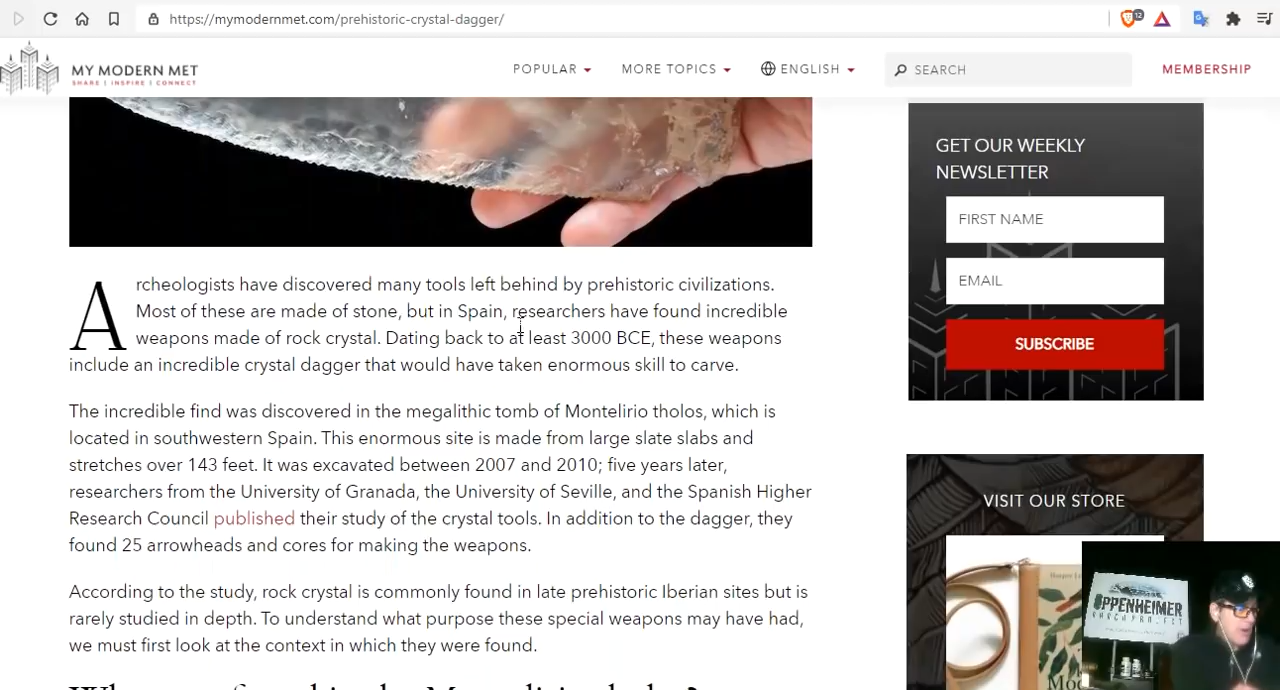 https://mymodernmet.com/prehistoric-crystal-dagger/
12
MY MODERN MET
SHARE | INSPIRE | CONNECT
POPULAR
MORE TOPICS
ENGLISH
SEARCH
MEMBERSHIP
Archeologists have discovered many tools left behind by prehistoric civilizations.
Most of these are made of stone, but in Spain, researchers have found incredible
weapons made of rock crystal. Dating back to at least 3000 BCE, these weapons
include an incredible crystal dagger that would have taken enormous skill to carve.
The incredible find was discovered in the megalithic tomb of Montelirio tholos, which is
located in southwestern Spain. This enormous site is made from large slate slabs and
stretches over 143 feet. It was excavated between 2007 and 2010; five years later,
researchers from the University of Granada, the University of Seville, and the Spanish Higher
Research Council published their study of the crystal tools. In addition to the dagger, they
found 25 arrowheads and cores for making the weapons.
According to the study, rock crystal is commonly found in late prehistoric Iberian sites but is
rarely studied in depth. To understand what purpose these special weapons may have had,
we must first look at the context in which they were found.
GET OUR WEEKLY
NEWSLETTER
FIRST NAME
EMAIL
SUBSCRIBE
VISIT OUR STORE
OPPENHEIMER